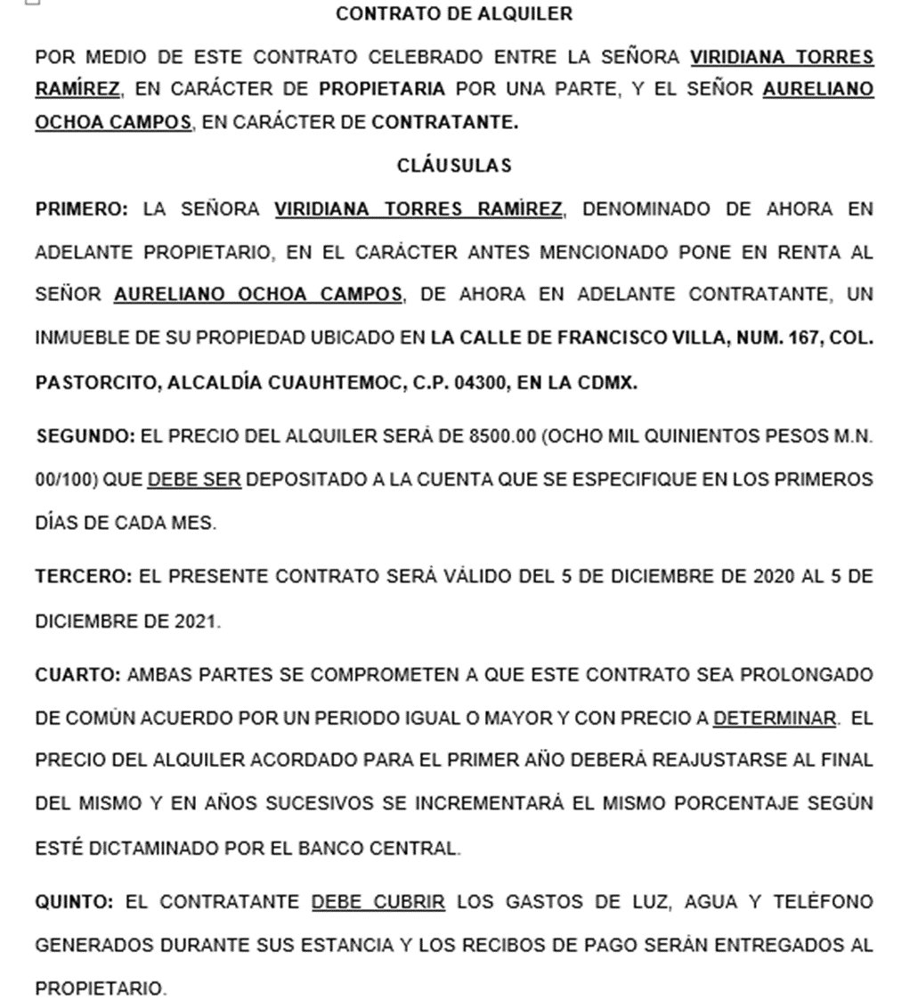 CONTRATO DE ALQUILER
POR MEDIO DE ESTE CONTRATO CELEBRADO ENTRE LA SEÑORA VIRIDIANA TORRES
RAMÍREZ, EN CARÁCTER DE PROPIETARIA POR UNA PARTE, Y EL SEÑOR AURELIANO
OCHOA CAMPOS, EN CARÁCTER DE CONTRATANTE.
CLÁUSULAS
PRIMERO: LA SEÑORA VIRIDIANA TORRES RAMÍREZ, DENOMINADO DE AHORA EN
ADELANTE PROPIETARIO, EN EL CARÁCTER ANTES MENCIONADO PONE EN RENTA AL
SEÑOR AURELIANO OCHOA CAMPOS, DE AHORA EN ADELANTE CONTRATANTE, UN
INMUEBLE DE SU PROPIEDAD UBICADO EN LA CALLE DE FRANCISCO VILLA, NUM. 167, COL.
PASTORCITO, ALCALDÍA CUAUHTEMOC, C.P. 04300, EN LA CDMX.
SEGUNDO: EL PRECIO DEL ALQUILER SERÁ DE 8500.00 (OCHO MIL QUINIENTOS PESOS M.N.
00/100) QUE DEBE SER DEPOSITADO A LA CUENTA QUE SE ESPECIFIQUE EN LOS PRIMEROS
DÍAS DE CADA MES.
TERCERO: EL PRESENTE CONTRATO SERÁ VÁLIDO DEL 5 DE DICIEMBRE DE 2020 AL 5 DE
DICIEMBRE DE 2021.
CUARTO: AMBAS PARTES SE COMPROMETEN A QUE ESTE CONTRATO SEA PROLONGADO
DE COMÚN ACUERDO POR UN PERIODO IGUAL O MAYOR Y CON PRECIO A DETERMINAR. EL
PRECIO DEL ALQUILER ACORDADO PARA EL PRIMER AÑO DEBERÁ REAJUSTARSE AL FINAL
DEL MISMO Y EN AÑOS SUCESIVOS SE INCREMENTARÁ EL MISMO PORCENTAJE SEGÚN
ESTÉ DICTAMINADO POR EL BANCO CENTRAL.
QUINTO: EL CONTRATANTE DEBE CUBRIR LOS GASTOS DE LUZ, AGUA Y TELÉFONO
GENERADOS DURANTE SUS ESTANCIA Y LOS RECIBOS DE PAGO SERÁN ENTREGADOS AL
PROPIETARIO.